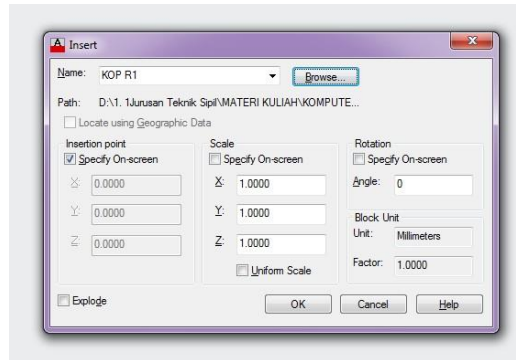 Insert
Name: KOP R1 Browse...
Path: D:\1. 1Jurusan Teknik Sipil\MATERI KULIAH\KOMPUTE...
Locate using Geographic Data
Insertion point
Specify On-screen
X: 0.0000
Y: 0.0000
Z: 0.0000
Scale
Specify On-screen
X: 1.0000
Y: 1.0000
Z: 1.0000
Uniform Scale
Rotation
Specify On-screen
Angle: 0
Block Unit
Unit: Millimeters
Factor: 1.0000
Explode
OK Cancel Help